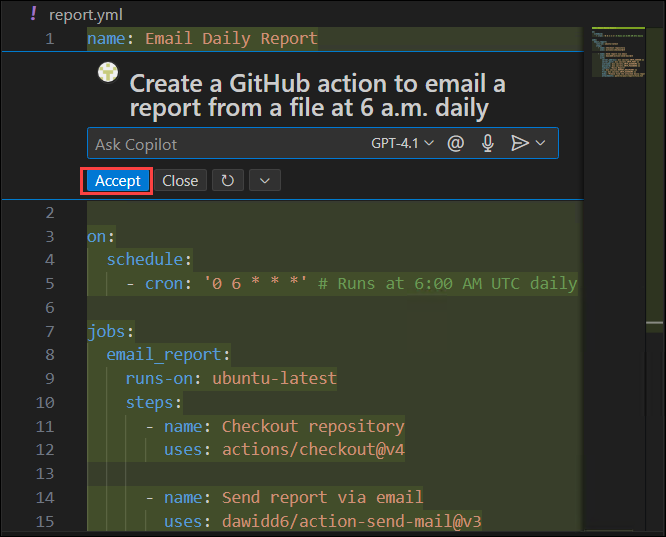 ! report.yml
1 name: Email Daily Report
Create a GitHub action to email a
report from a file at 6 a.m. daily
Ask Copilot GPT-4.1 @
Accept Close
2
3 on:
4 schedule:
5 - cron: '0 6 * * *' # Runs at 6:00 AM UTC daily
6
7 jobs:
8 email_report:
9 runs-on: ubuntu-latest
10 steps:
11 - name: Checkout repository
12 uses: actions/checkout@v4
13
14 - name: Send report via email
15 uses: dawidd6/action-send-mail@v3